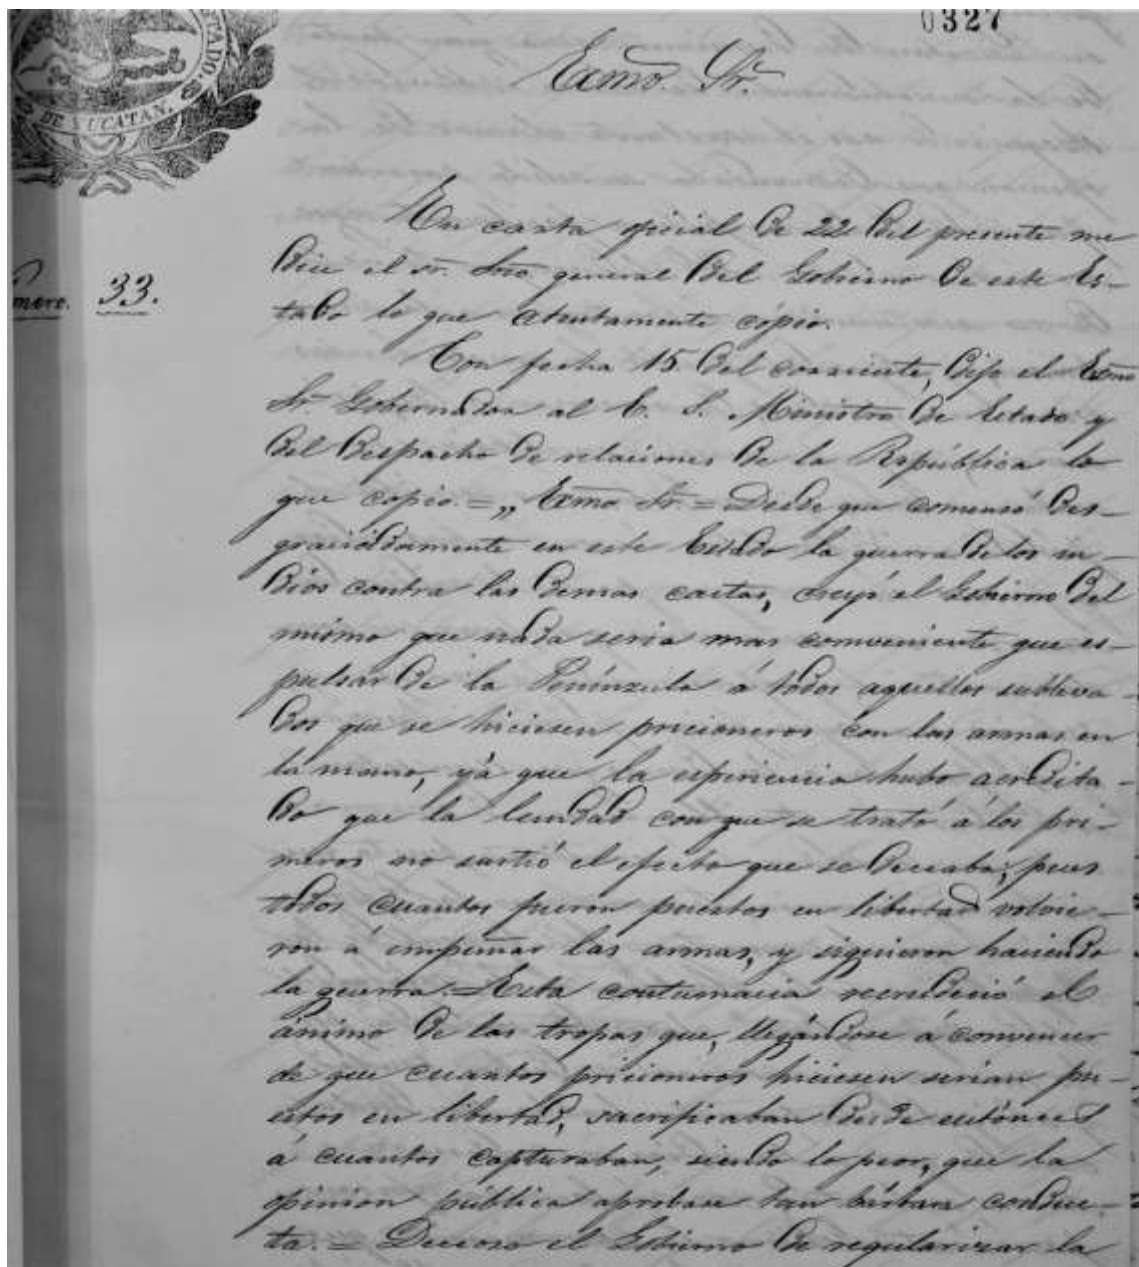 0327
ESTADO
DE YUCATAN.
Exmo. Sr.
mero. 33.
En carta oficial de 22 del presente me
dice el sr. Srio. general del Gobierno de este Es-
tado lo que atentamente cópio.
Con fecha 15 del corriente, dijo el Exmo
Sr. Gobernador al E. S. Ministro de Estado y
del Despacho de relaciones de la República lo
que copio. = „ Exmo Sr. = Desde que comensó des-
graciadamente en este Estado la guerra de los in-
dios contra las demas castas, creyó el Gobierno del
mismo que nada seria mas conveniente que es-
pulsar de la Península á todos aquellos subleva-
dos que se hiciesen pricioneros con las armas en
la mano, yá que la esperiencia hubo acredita-
do que la lenidad con que se trató á los pri-
meros no surtió el efecto que se deceaba; pues
todos cuantos fueron puestos en libertad volvie-
ron á empuñar las armas, y siguieron haciendo
la guerra. = Esta contumacia recrudeció el
ánimo de las tropas que, llegándose á convencer
de que cuantos pricioneros hiciesen serian pu-
estos en libertad, sacrificaban desde entónces
á cuantos capturaban, siendo lo peor, que la
opinion pública aprobase tan bárbara conduc-
ta. = Deceoso el Gobierno de regularizar la